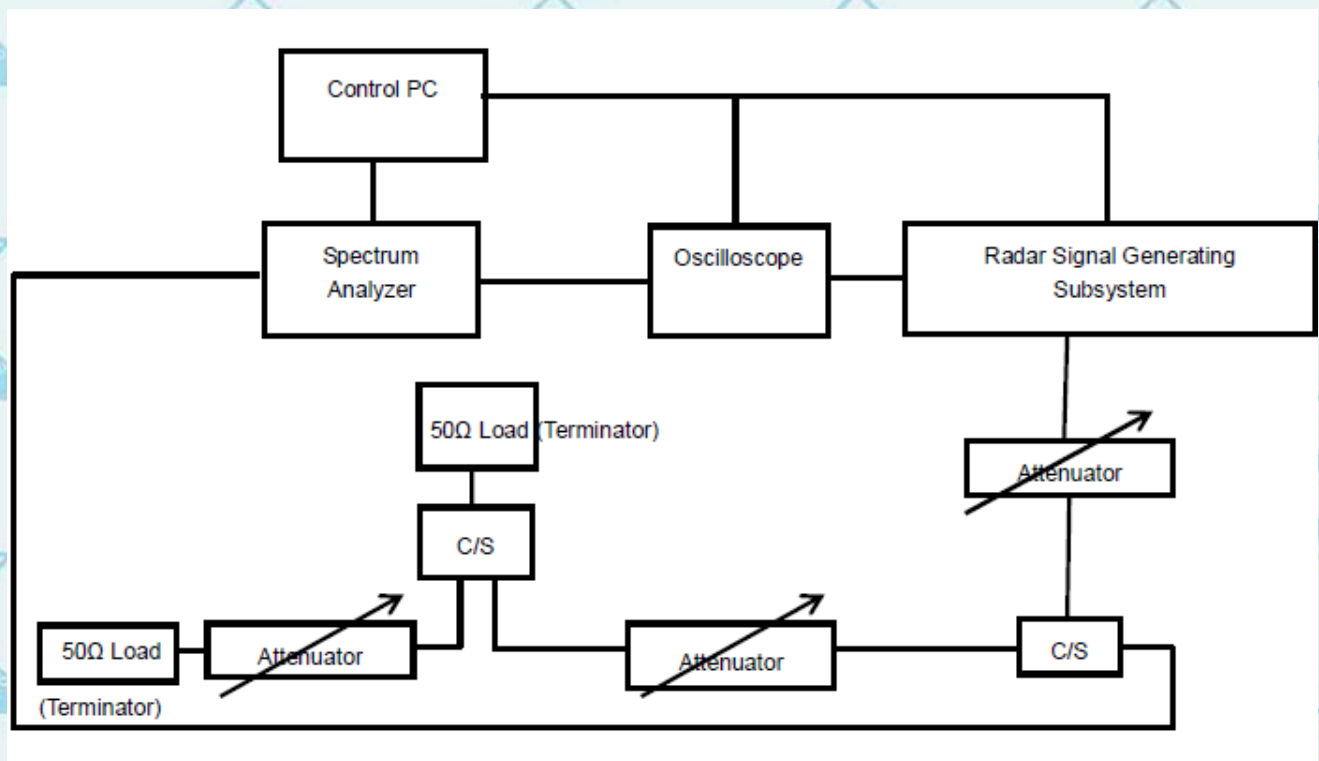 Control PC
Spectrum
Analyzer
Oscilloscope
Radar Signal Generating
Subsystem
50Ω Load (Terminator)
Attenuator
C/S
50Ω Load
(Terminator)
Attenuator
Attenuator
C/S